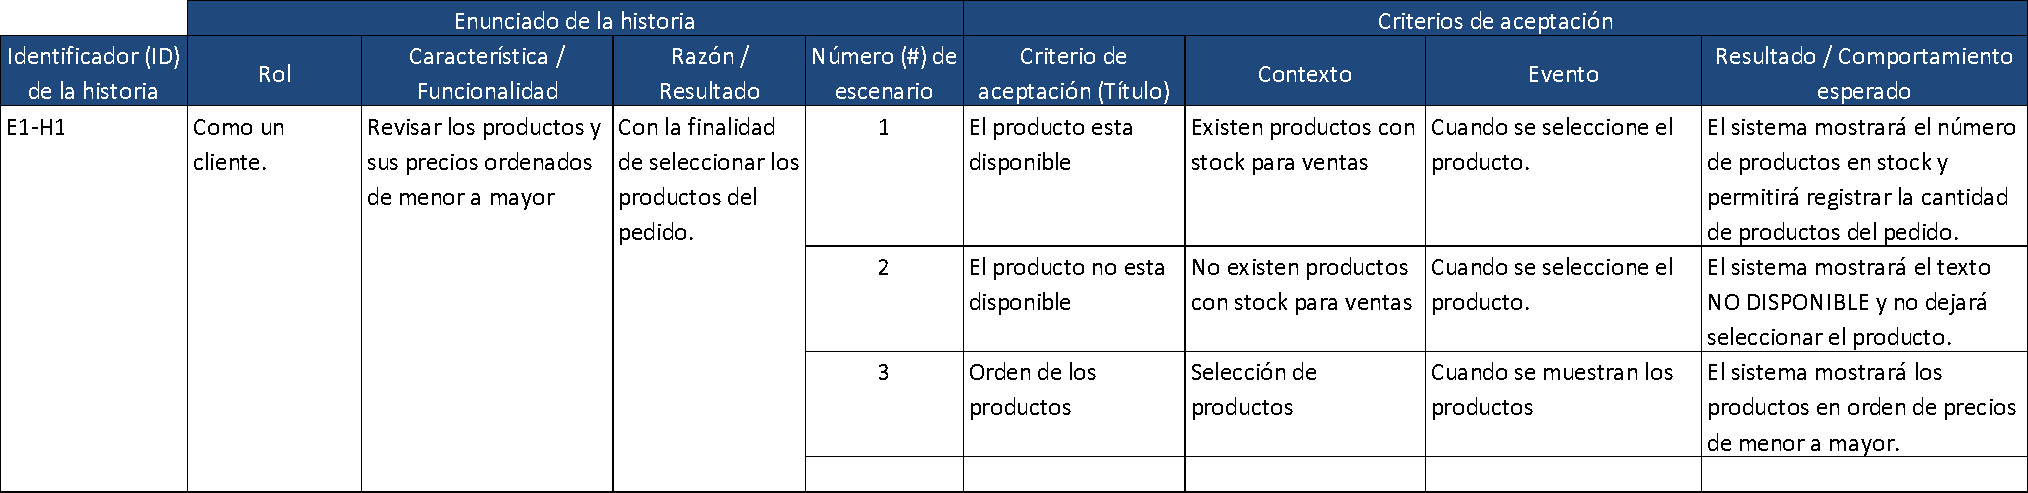 Enunciado de la historia
Criterios de aceptación
Identificador (ID)
de la historia
Rol
Característica /
Funcionalidad
Razón /
Resultado
Número (#) de
escenario
Criterio de
aceptación (Título)
Contexto
Evento
Resultado / Comportamiento
esperado
E1-H1
Como un
cliente.
Revisar los productos y
sus precios ordenados
de menor a mayor
Con la finalidad
de seleccionar los
productos del
pedido.
1
El producto esta
disponible
Existen productos con
stock para ventas
Cuando se seleccione el
producto.
El sistema mostrará el número
de productos en stock y
permitirá registrar la cantidad
de productos del pedido.
2
El producto no esta
disponible
No existen productos
con stock para ventas
Cuando se seleccione el
producto.
El sistema mostrará el texto
NO DISPONIBLE y no dejará
seleccionar el producto.
3
Orden de los
productos
Selección de
productos
Cuando se muestran los
productos
El sistema mostrará los
productos en orden de precios
de menor a mayor.